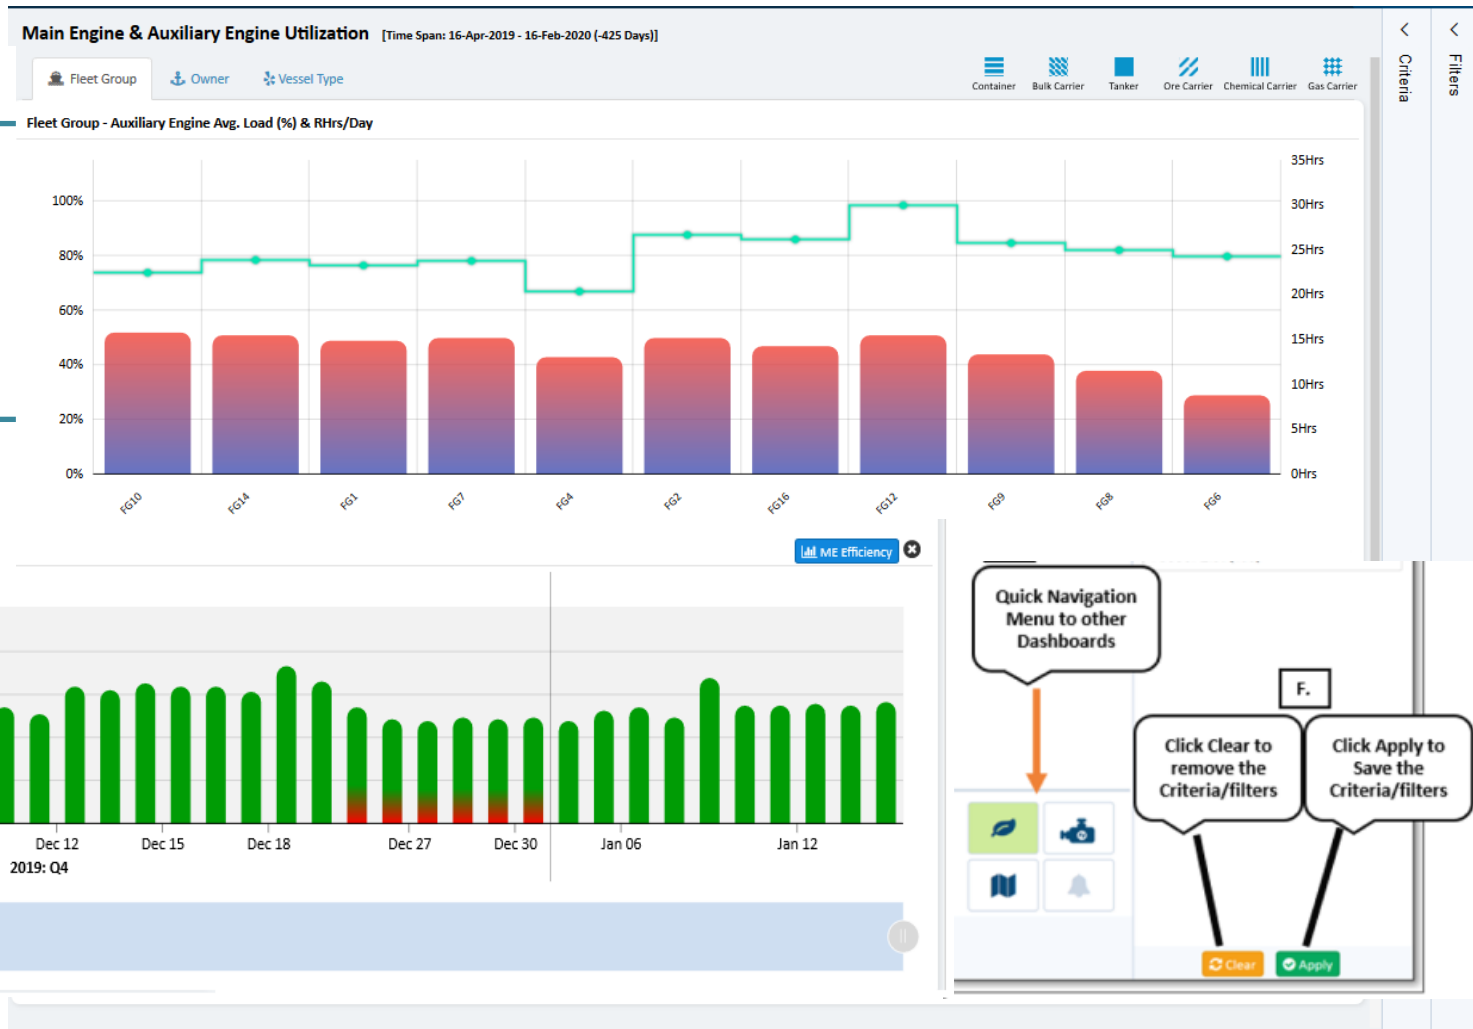 Main Engine & Auxiliary Engine Utilization [Time Span: 16-Apr-2019 - 16-Feb-2020 (-425 Days)]
Fleet Group Owner Vessel Type
Container Bulk Carrier Tanker Ore Carrier Chemical Carrier Gas Carrier
Criteria
Filters
Fleet Group - Auxiliary Engine Avg. Load (%) & RHrs/Day
35Hrs
100% 30Hrs
80% 25Hrs
60% 20Hrs
40% 15Hrs
10Hrs
20% 5Hrs
0% 0Hrs
FG10 FG14 FG1 FG7 FG4 FG2 FG16 FG12 FG9 FG8 FG6
ME Efficiency
Dec 12 Dec 15 Dec 18 Dec 27 Dec 30 Jan 06 Jan 12
2019: Q4
Quick Navigation
Menu to other
Dashboards
F.
Click Clear to
remove the
Criteria/filters
Click Apply to
Save the
Criteria/filters
Clear Apply